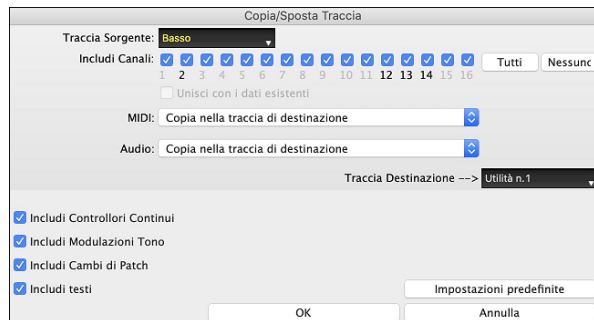 Copia/Sposta Traccia
Traccia Sorgente: Basso
Includi Canali:
Tutti Nessunc
1 2 3 4 5 6 7 8 9 10 11 12 13 14 15 16
Unisci con i dati esistenti
MIDI: Copia nella traccia di destinazione
Audio: Copia nella traccia di destinazione
Traccia Destinazione --> Utilità n.1
Includi Controllori Continui
Includi Modulazioni Tono
Includi Cambi di Patch
Includi testi
Impostazioni predefinite
OK Annulla